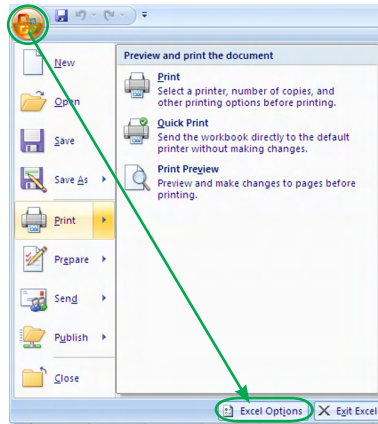 New
Open
Save
Save As
Print
Prepare
Send
Publish
Close
Preview and print the document
Print
Select a printer, number of copies, and
other printing options before printing.
Quick Print
Send the workbook directly to the default
printer without making changes.
Print Preview
Preview and make changes to pages before
printing.
Excel Options
Exit Excel